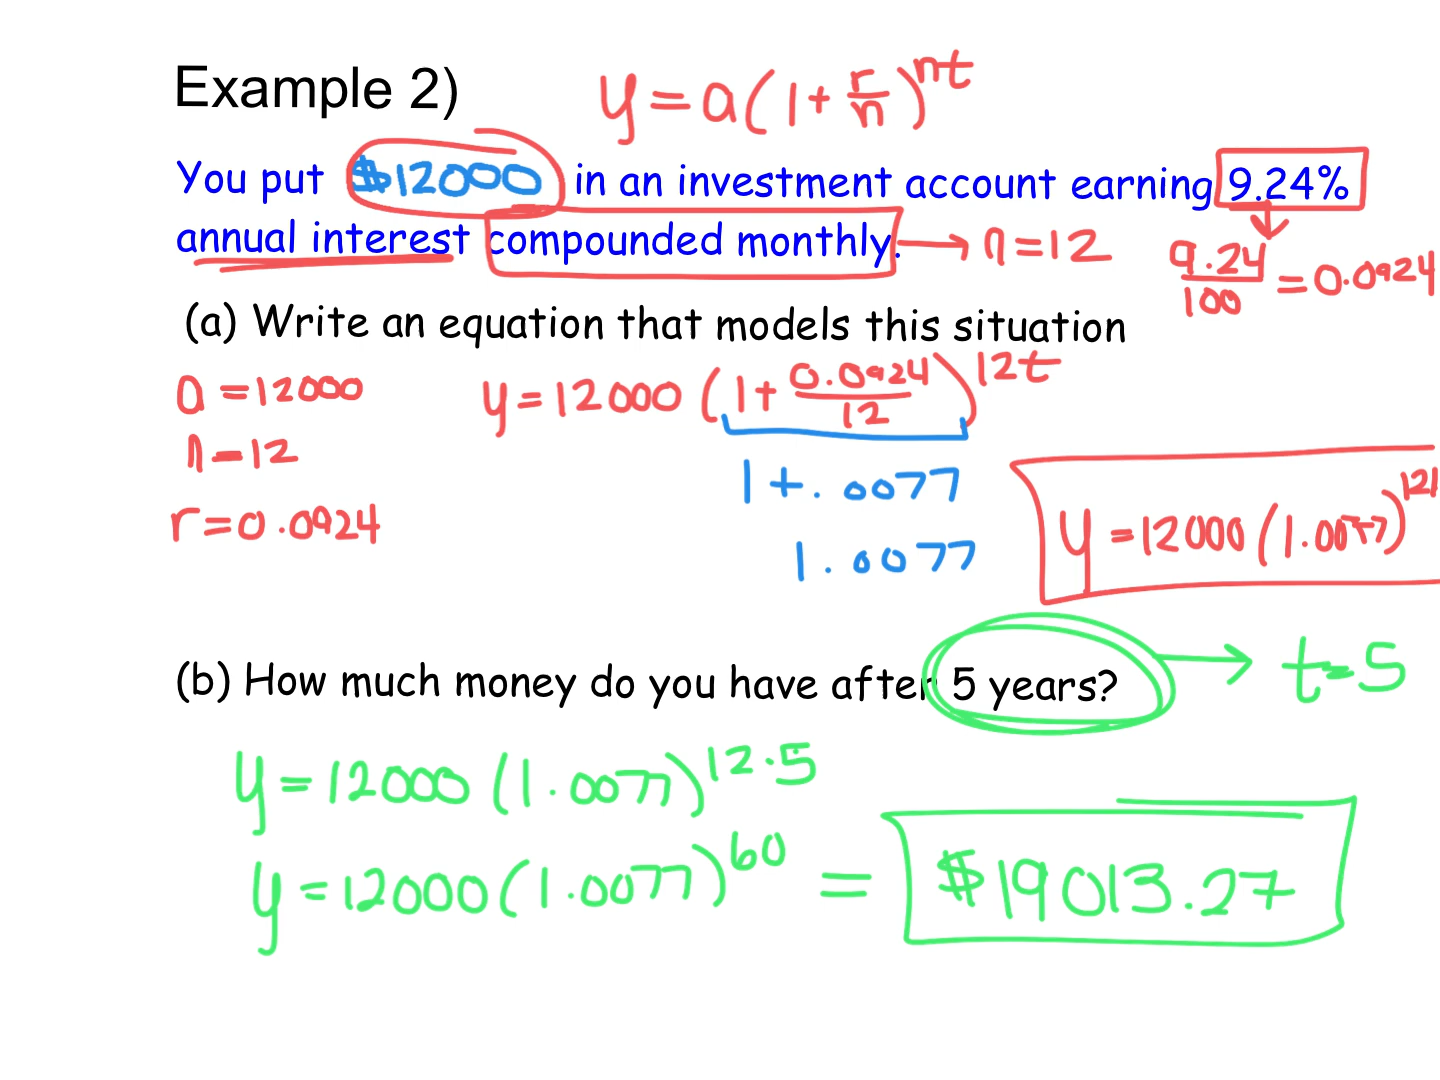 Example 2)
y = a(1 + r/n)^nt
You put $12000 in an investment account earning 9.24%
annual interest compounded monthly. → n = 12
9.24/100 = 0.0924
(a) Write an equation that models this situation
a = 12000
y = 12000 (1 + 0.0924/12)^12t
n = 12
r = 0.0924
1 + .0077
1.0077
y = 12000 (1.0077)^12
(b) How much money do you have after 5 years? → t = 5
y = 12000 (1.0077)^12·5
y = 12000 (1.0077)^60 = $19013.27